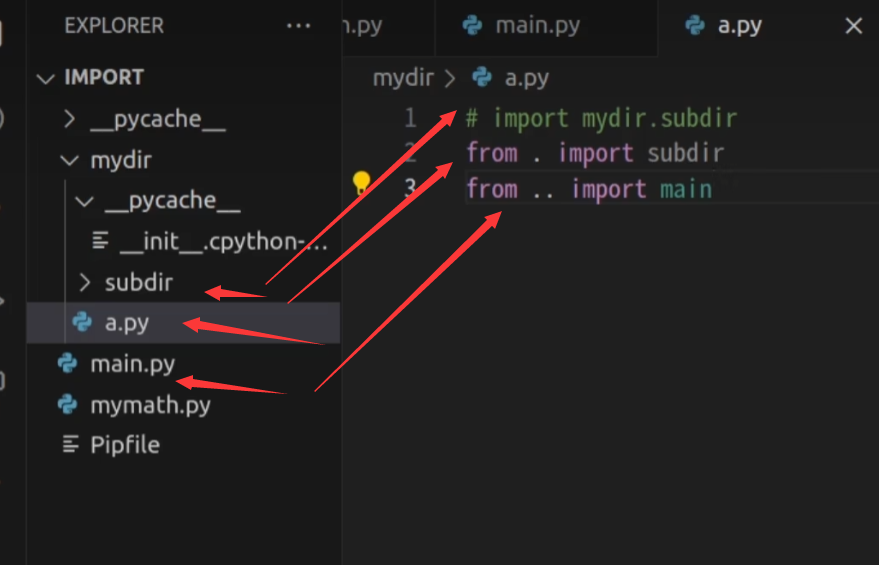 EXPLORER ...
IMPORT
__pycache__
mydir
__pycache__
__init__.cpython-...
subdir
a.py
main.py
mymath.py
Pipfile
n.py main.py a.py
mydir > a.py
1 # import mydir.subdir
2 from . import subdir
3 from .. import main